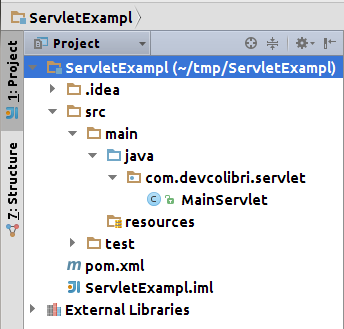 ServletExampl
1: Project
Project
ServletExampl (~/tmp/ServletExampl)
.idea
src
main
java
com.devcolibri.servlet
MainServlet
resources
test
pom.xml
ServletExampl.iml
External Libraries
7: Structure